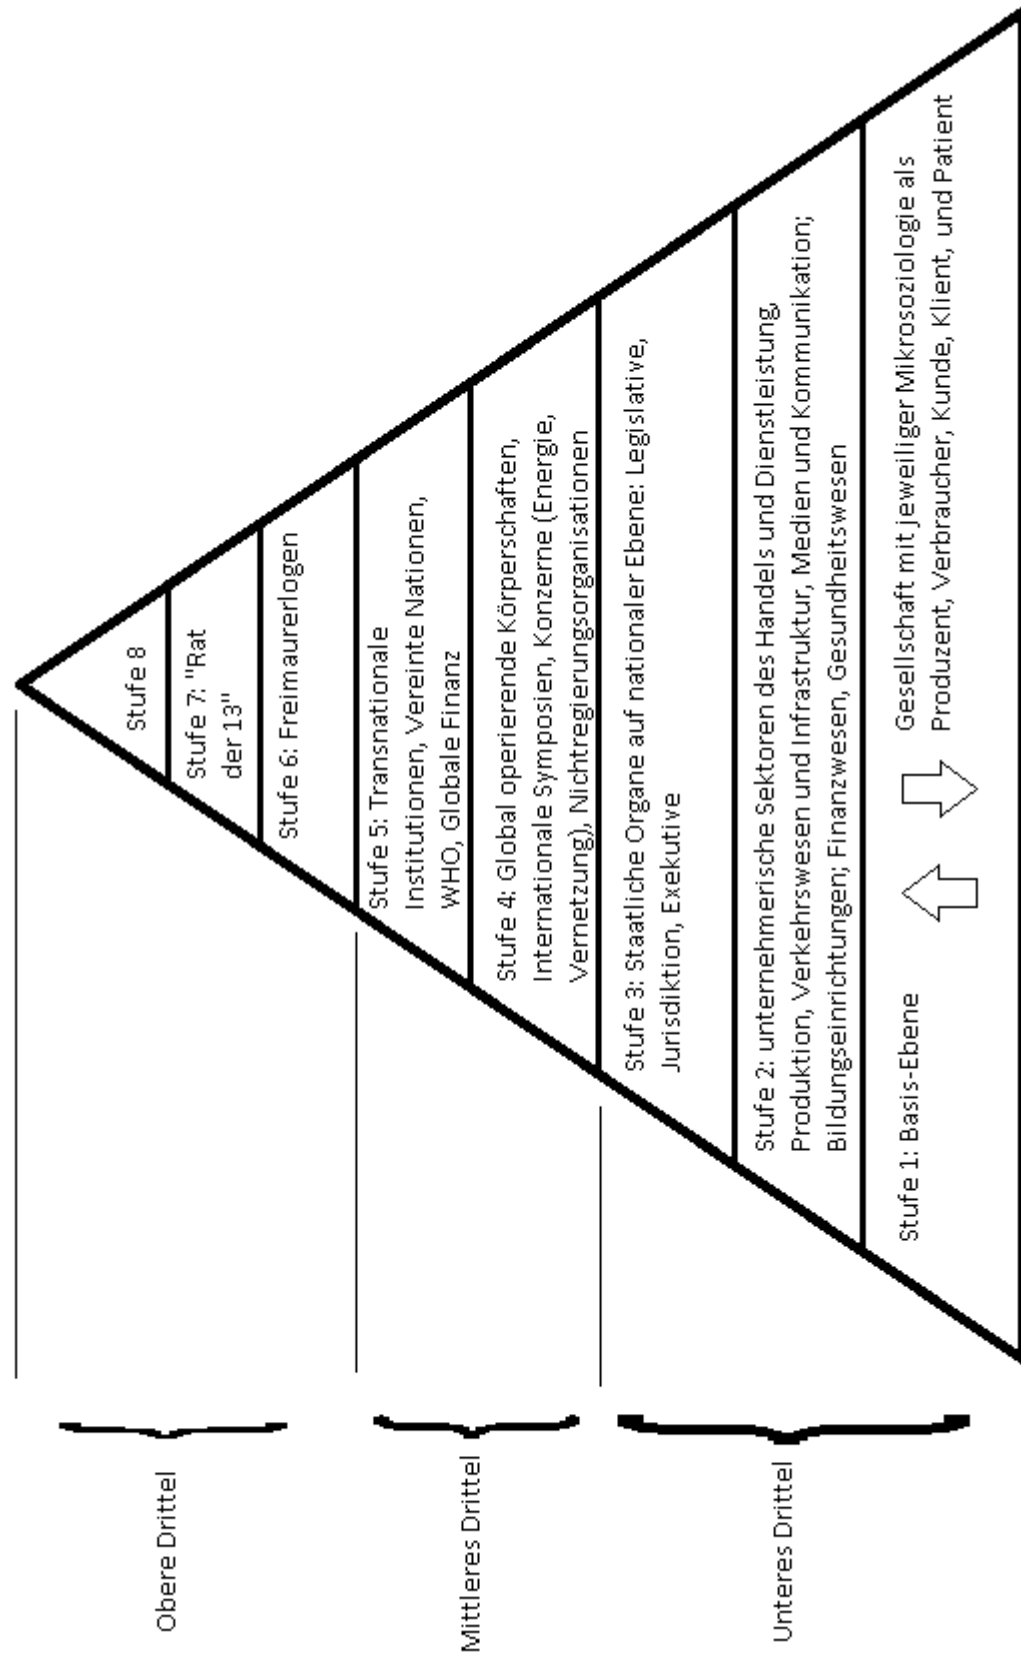 Obere Drittel
Stufe 8
Stufe 7: "Rat
der 13"
Stufe 6: Freimaurerlogen
Mittleres Drittel
Stufe 5: Transnationale
Institutionen, Vereinte Nationen,
WHO, Globale Finanz
Stufe 4: Global operierende Körperschaften,
Internationale Symposien, Konzerne (Energie,
Vernetzung), Nichtregierungsorganisationen
Unteres Drittel
Stufe 3: Staatliche Organe auf nationaler Ebene: Legislative,
Jurisdiktion, Exekutive
Stufe 2: unternehmerische Sektoren des Handels und Dienstleistung,
Produktion, Verkehrswesen und Infrastruktur, Medien und Kommunikation;
Bildungseinrichtungen; Finanzwesen, Gesundheitswesen
Stufe 1: Basis-Ebene
Gesellschaft mit jeweiliger Mikrosoziologie als
Produzent, Verbraucher, Kunde, Klient, und Patient